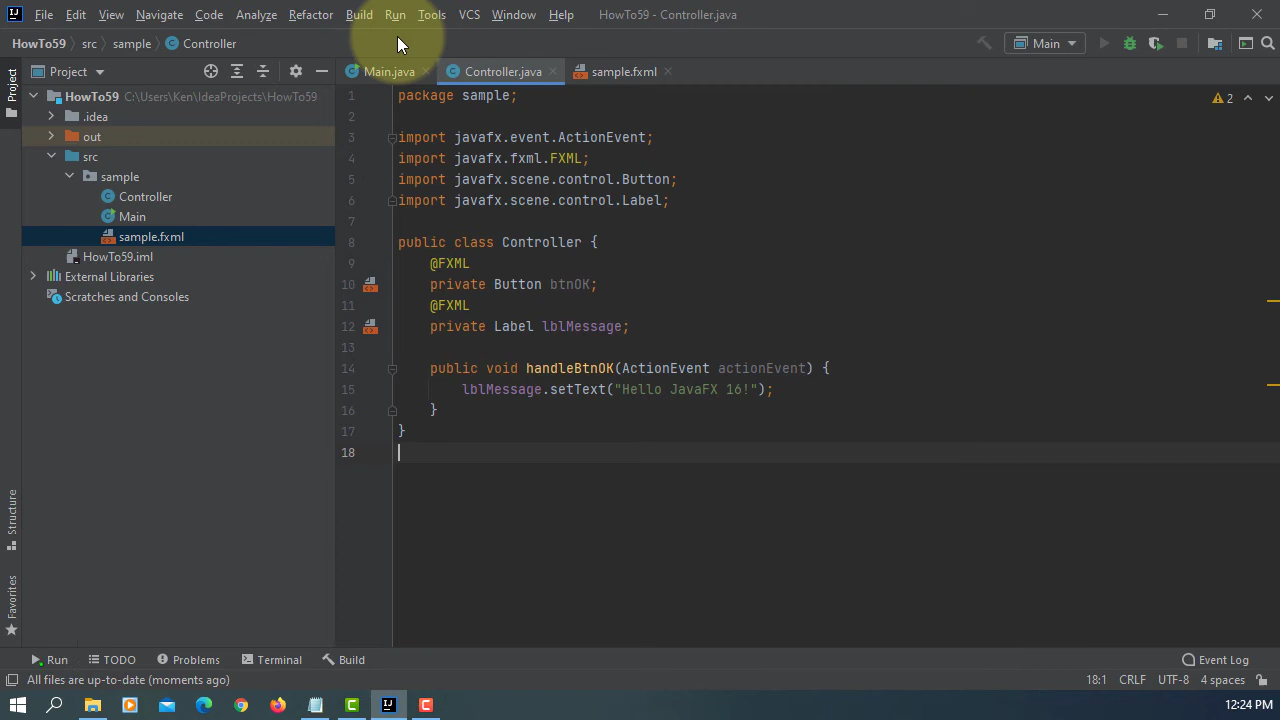 File Edit View Navigate Code Analyze Refactor Build Run Tools VCS Window Help HowTo59 - Controller.java
HowTo59 src sample Controller Main
Project Main.java Controller.java sample.fxml
Project
HowTo59 C:\Users\Ken\IdeaProjects\HowTo59
.idea
out
src
sample
Controller
Main
sample.fxml
HowTo59.iml
External Libraries
Scratches and Consoles
1 package sample;
2
3 import javafx.event.ActionEvent;
4 import javafx.fxml.FXML;
5 import javafx.scene.control.Button;
6 import javafx.scene.control.Label;
7
8 public class Controller {
9 @FXML
10 private Button btnOK;
11 @FXML
12 private Label lblMessage;
13
14 public void handleBtnOK(ActionEvent actionEvent) {
15 lblMessage.setText("Hello JavaFX 16!");
16 }
17 }
18
2
Structure
Favorites
Run TODO Problems Terminal Build Event Log
All files are up-to-date (moments ago) 18:1 CRLF UTF-8 4 spaces
12:24 PM